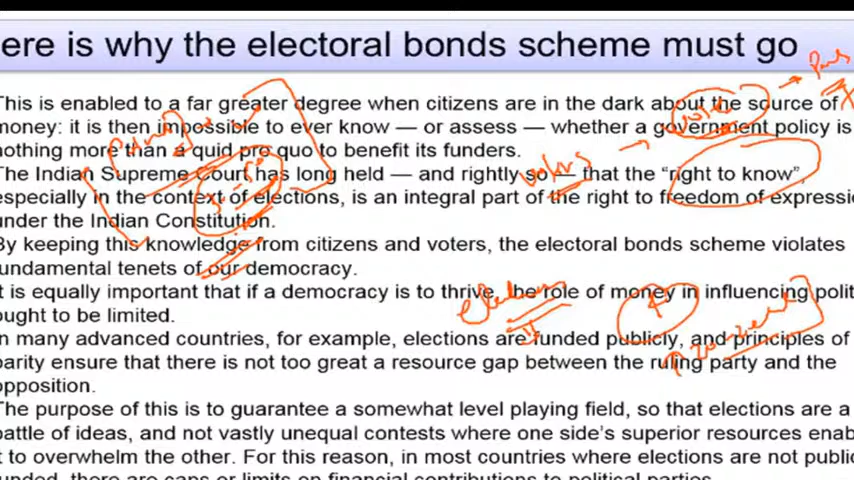 ere is why the electoral bonds scheme must go
This is enabled to a far greater degree when citizens are in the dark about the source of
money: it is then impossible to ever know — or assess — whether a government policy is
nothing more than a quid pro quo to benefit its funders.
The Indian Supreme Court has long held — and rightly so — that the “right to know”,
especially in the context of elections, is an integral part of the right to freedom of expressi
under the Indian Constitution.
By keeping this knowledge from citizens and voters, the electoral bonds scheme violates
fundamental tenets of our democracy.
It is equally important that if a democracy is to thrive, the role of money in influencing polit
ought to be limited.
In many advanced countries, for example, elections are funded publicly, and principles of
parity ensure that there is not too great a resource gap between the ruling party and the
opposition.
The purpose of this is to guarantee a somewhat level playing field, so that elections are a
battle of ideas, and not vastly unequal contests where one side’s superior resources enab
it to overwhelm the other. For this reason, in most countries where elections are not public
funded, there are caps or limits on financial contributions to political parties.